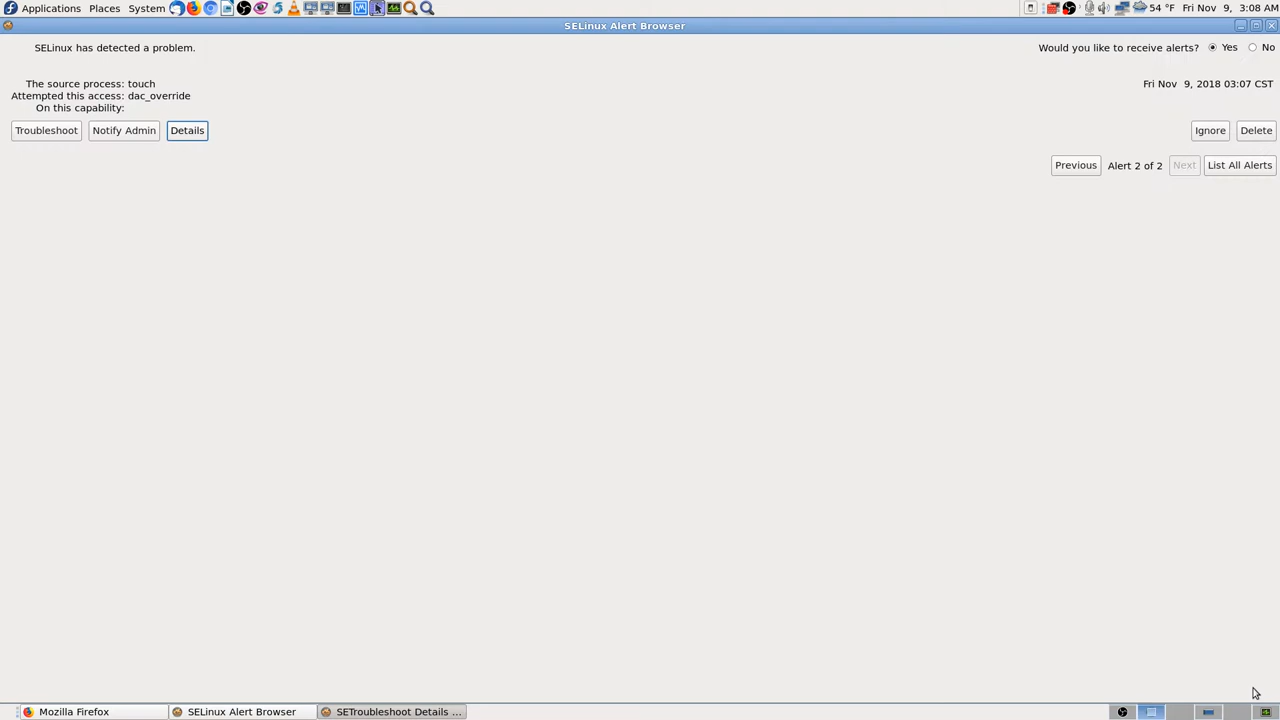 Applications Places System 54 °F Fri Nov 9, 3:08 AM
SELinux Alert Browser
SELinux has detected a problem. Would you like to receive alerts? Yes No
The source process: touch Fri Nov 9, 2018 03:07 CST
Attempted this access: dac_override
On this capability:
Troubleshoot Notify Admin Details Ignore Delete
Previous Alert 2 of 2 Next List All Alerts
Mozilla Firefox SELinux Alert Browser SETroubleshoot Details ...